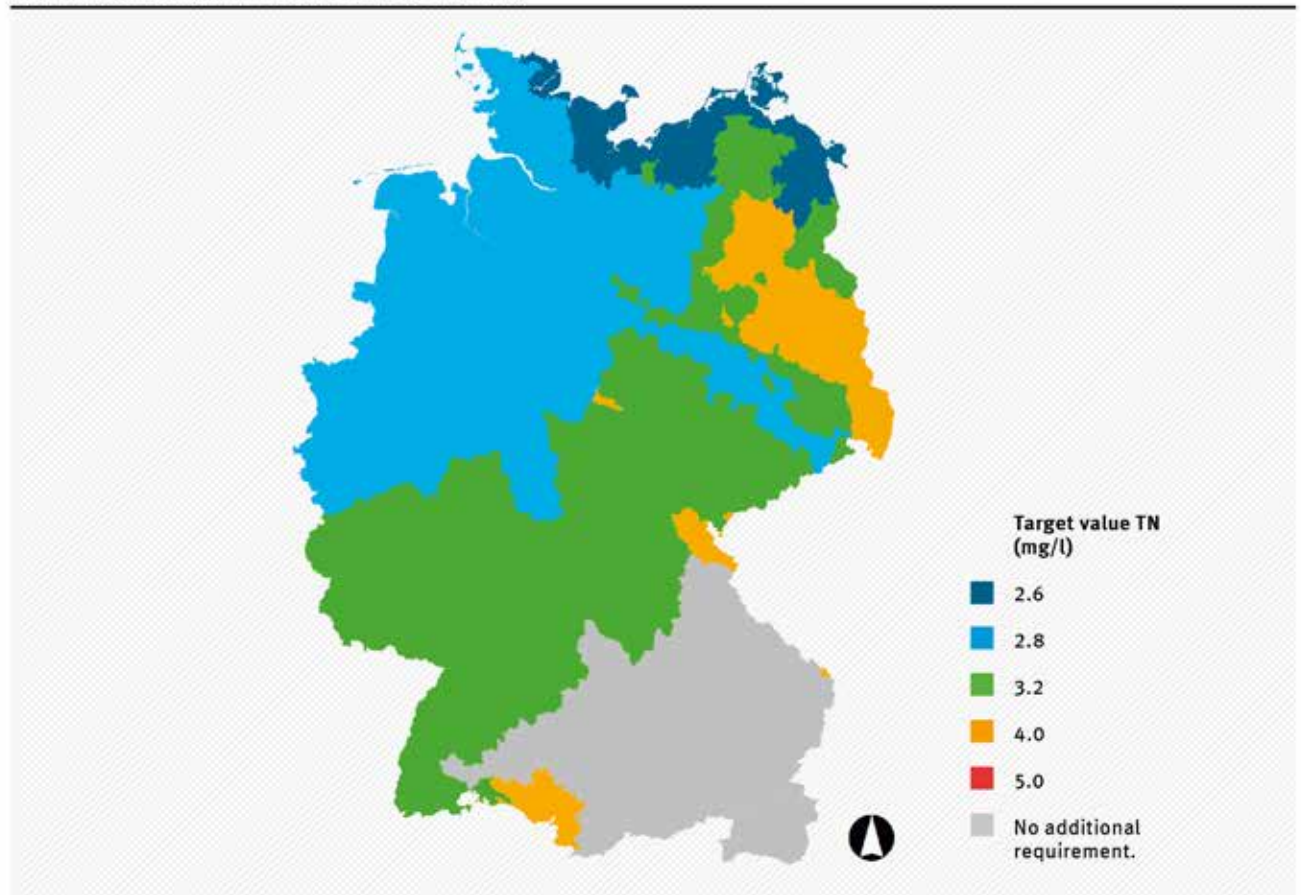 Target value TN
(mg/l)
2.6
2.8
3.2
4.0
5.0
No additional
requirement.